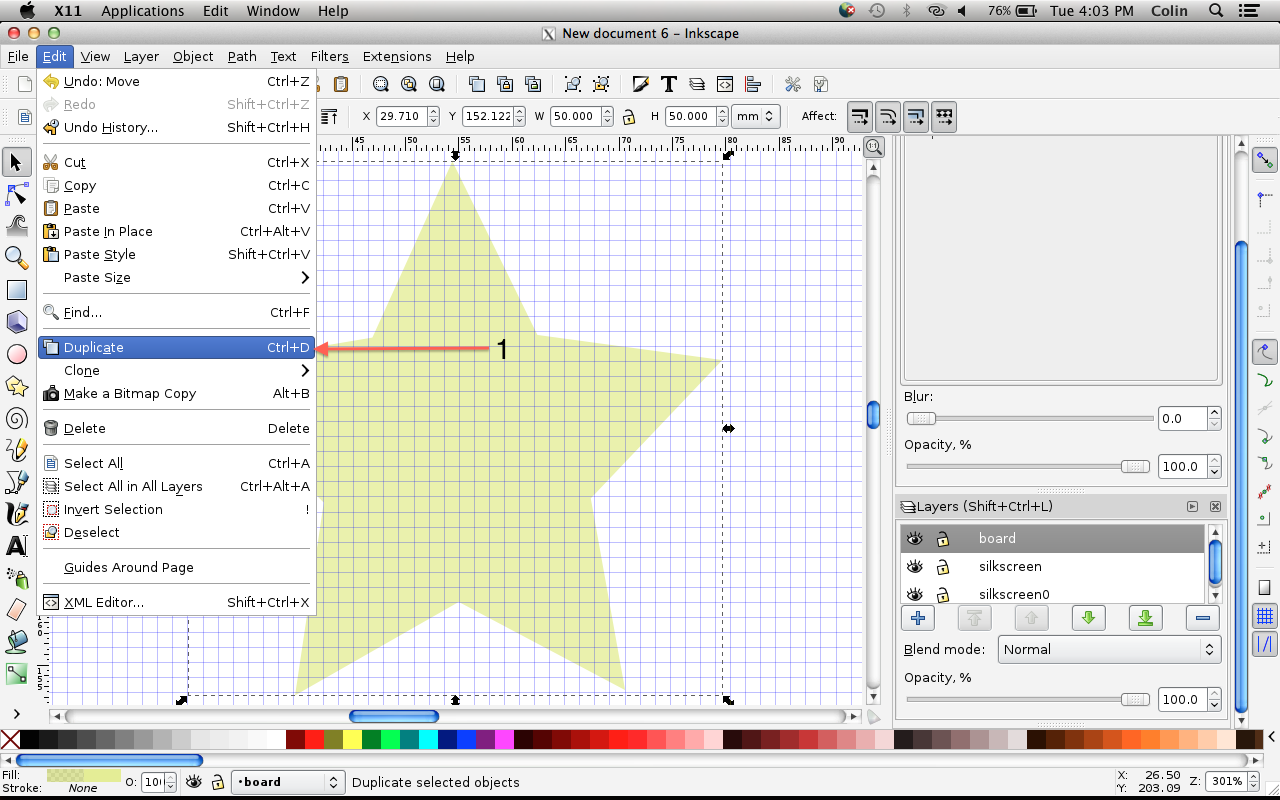 X11 Applications Edit Window Help 76% Tue 4:03 PM Colin
New document 6 - Inkscape
File Edit View Layer Object Path Text Filters Extensions Help
Undo: Move Ctrl+Z
Redo Shift+Ctrl+Z
Undo History... Shift+Ctrl+H
X 29.710 Y 152.122 W 50.000 H 50.000 mm Affect:
45 50 55 60 65 70 75 80 85 90
Cut Ctrl+X
Copy Ctrl+C
Paste Ctrl+V
Paste In Place Ctrl+Alt+V
Paste Style Shift+Ctrl+V
Paste Size
Find... Ctrl+F
Duplicate Ctrl+D
1
Clone
Make a Bitmap Copy Alt+B
Delete Delete
Select All Ctrl+A
Select All in All Layers Ctrl+Alt+A
Invert Selection !
Deselect
Guides Around Page
XML Editor... Shift+Ctrl+X
Blur:
0.0
Opacity, %
100.0
Layers (Shift+Ctrl+L)
board
silkscreen
silkscreen0
Blend mode: Normal
Opacity, %
100.0
Fill:
Stroke: None
O: 10
•board
Duplicate selected objects
X: 26.50
Y: 203.09
Z: 301%